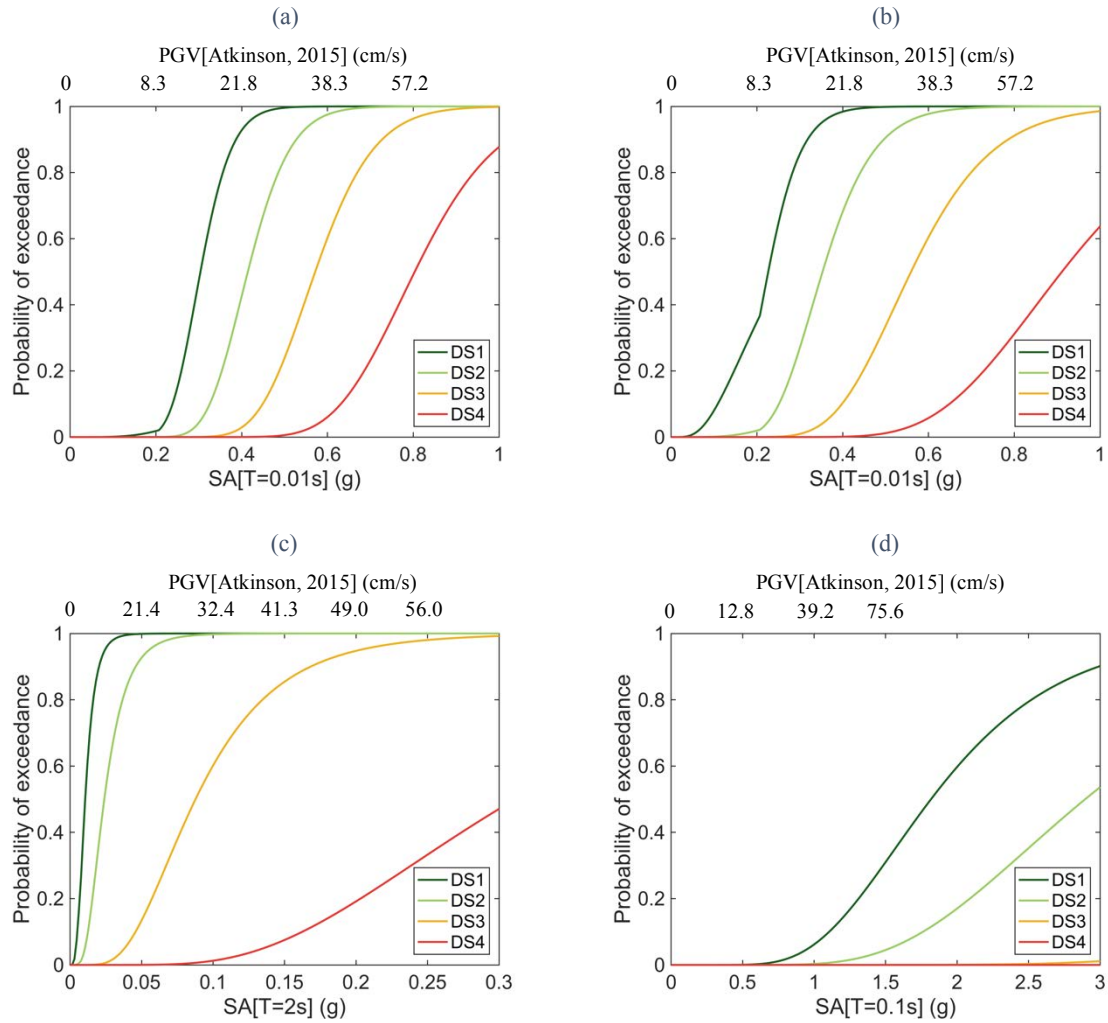 (a)
PGV[Atkinson, 2015] (cm/s)
0 8.3 21.8 38.3 57.2
1
0.8
0.6
0.4
0.2
0
Probability of exceedance
DS1
DS2
DS3
DS4
0 0.2 0.4 0.6 0.8 1
SA[T=0.01s] (g)
(b)
PGV[Atkinson, 2015] (cm/s)
0 8.3 21.8 38.3 57.2
1
0.8
0.6
0.4
0.2
0
Probability of exceedance
DS1
DS2
DS3
DS4
0 0.2 0.4 0.6 0.8 1
SA[T=0.01s] (g)
(c)
PGV[Atkinson, 2015] (cm/s)
0 21.4 32.4 41.3 49.0 56.0
1
0.8
0.6
0.4
0.2
0
Probability of exceedance
DS1
DS2
DS3
DS4
0 0.05 0.1 0.15 0.2 0.25 0.3
SA[T=2s] (g)
(d)
PGV[Atkinson, 2015] (cm/s)
0 12.8 39.2 75.6
1
0.8
0.6
0.4
0.2
0
Probability of exceedance
DS1
DS2
DS3
DS4
0 0.5 1 1.5 2 2.5 3
SA[T=0.1s] (g)